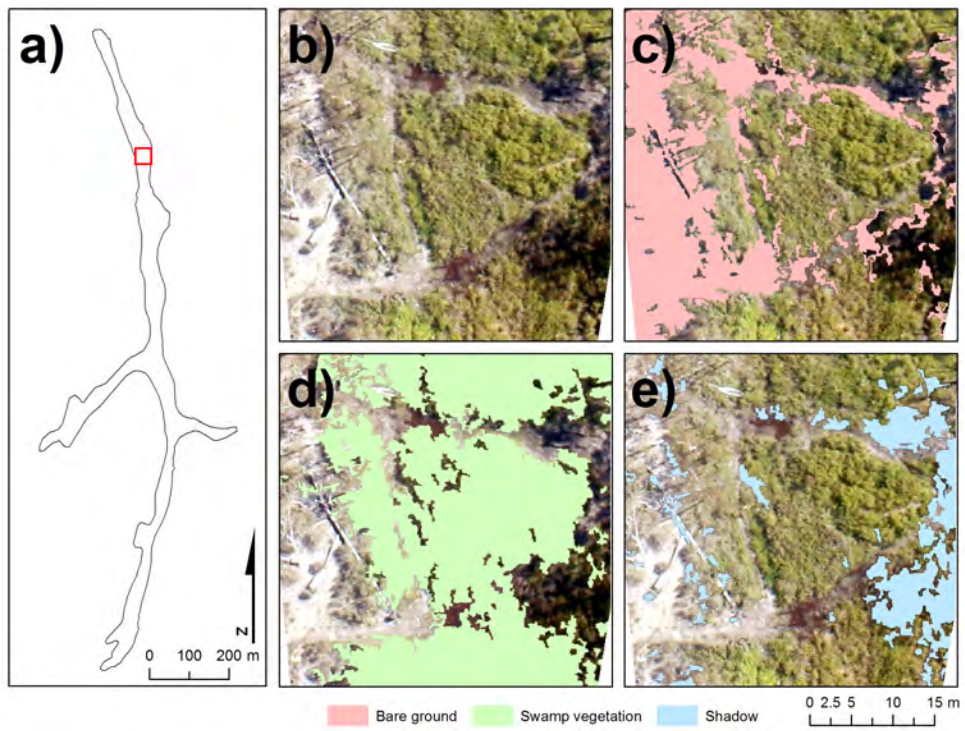 a)
b)
c)
N
0 100 200 m
d)
e)
Bare ground Swamp vegetation Shadow
0 2.5 5 10 15 m